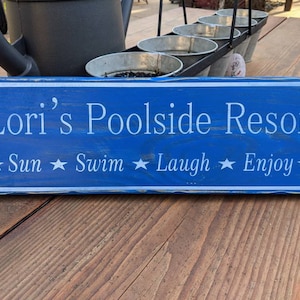 Lori's Poolside Reso
★ Sun ★ Swim ★ Laugh ★ Enjoy